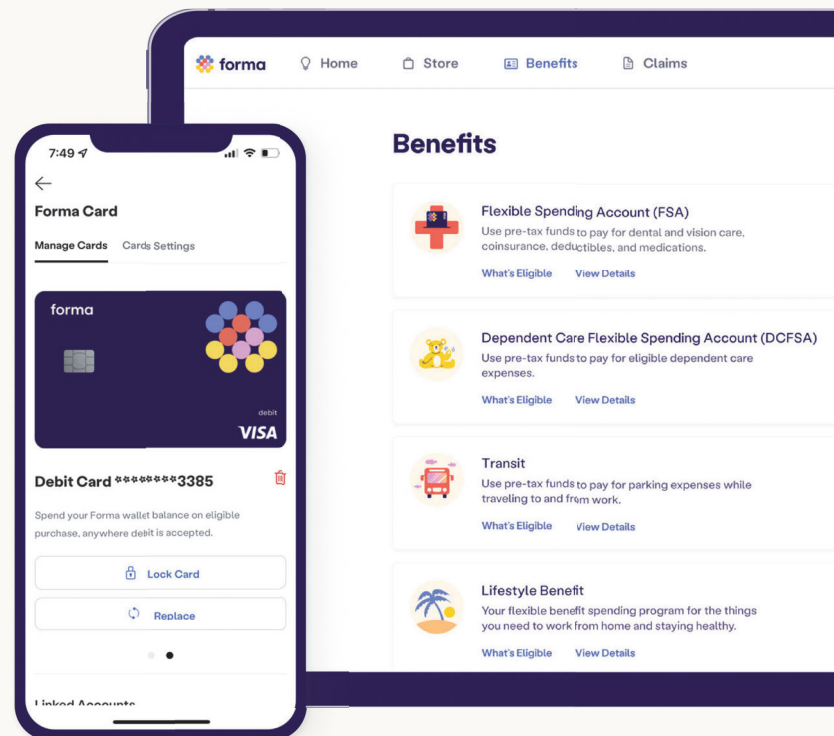 forma
Home
Store
Benefits
Claims
Benefits
Flexible Spending Account (FSA)
Use pre-tax funds to pay for dental and vision care,
coinsurance, deductibles, and medications.
What's Eligible View Details
Dependent Care Flexible Spending Account (DCFSA)
Use pre-tax funds to pay for eligible dependent care
expenses.
What's Eligible View Details
Transit
Use pre-tax funds to pay for parking expenses while
traveling to and from work.
What's Eligible View Details
Lifestyle Benefit
Your flexible benefit spending program for the things
you need to work from home and staying healthy.
What's Eligible View Details
7:49
Forma Card
Manage Cards Cards Settings
forma
debit
VISA
Debit Card ********3385
Spend your Forma wallet balance on eligible
purchase, anywhere debit is accepted.
Lock Card
Replace
Linked Accounts